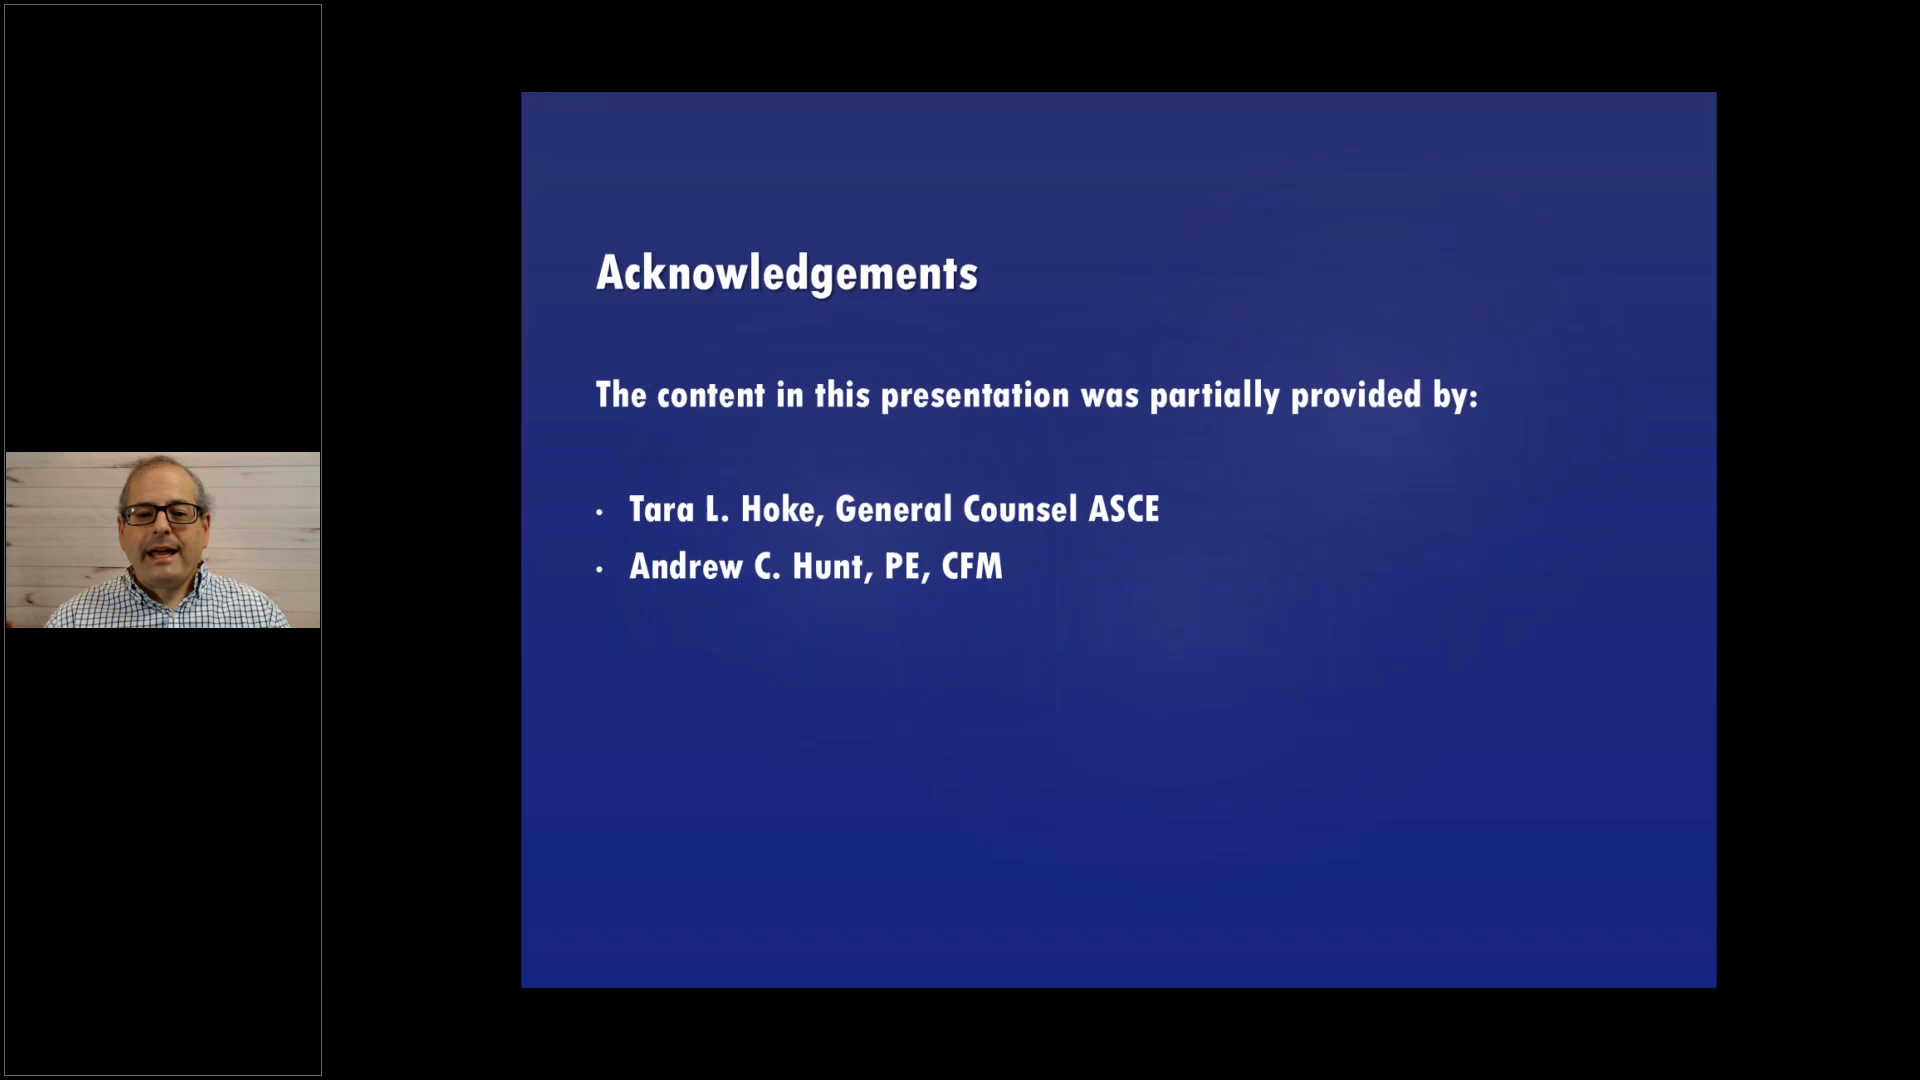 Acknowledgements
The content in this presentation was partially provided by:
• Tara L. Hoke, General Counsel ASCE
• Andrew C. Hunt, PE, CFM